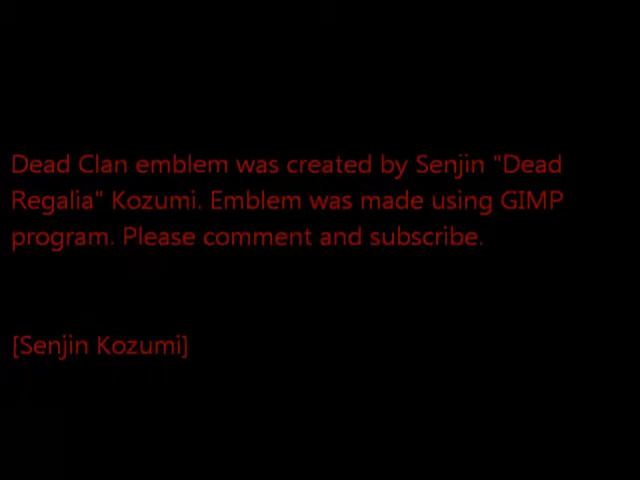 Dead Clan emblem was created by Senjin "Dead
Regalia" Kozumi. Emblem was made using GIMP
program. Please comment and subscribe.
[Senjin Kozumi]